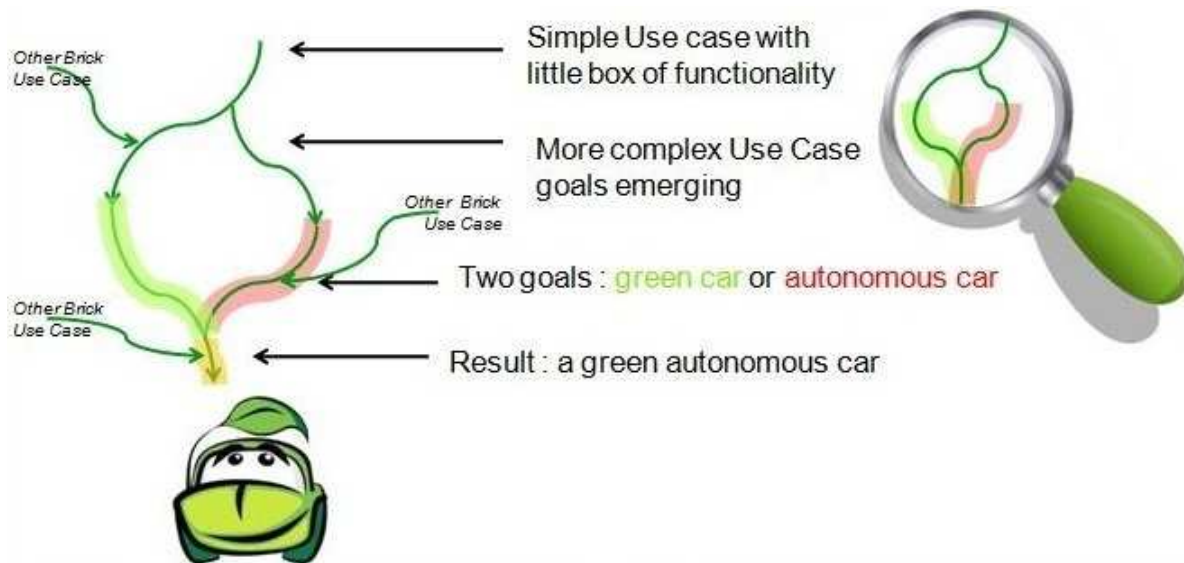 Simple Use case with
little box of functionality
Other Brick
Use Case
More complex Use Case
goals emerging
Other Brick
Use Case
Two goals : green car or autonomous car
Other Brick
Use Case
Result : a green autonomous car